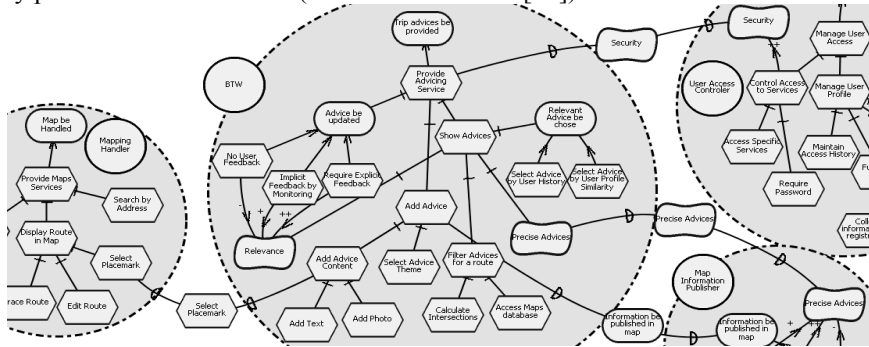 Trip advices be
provided
Security
Security
Manage User
Access
BTW
Provide
Advicing
Service
User Access
Controler
Control Access
to Services
Manage User
Profile
Map be
Handled
Mapping
Handler
Advice be
updated
Relevant
Advice be
chose
Show Advices
No User
Feedback
Implicit
Feedback by
Monitoring
Require Explicit
Feedback
Select Advice
by User History
Select Advice
by User Profile
Similarity
Access Specific
Services
Maintain
Access History
Provide Maps
Services
Search by
Address
Require
Password
Add Advice
Display Route
in Map
Select
Placemark
Relevance
Add Advice
Content
Select Advice
Theme
Filter Advices
for a route
Precise Advices
Precise Advices
Map
Information
Publisher
Precise Advices
race Route
Edit Route
Select
Placemark
Add Text
Add Photo
Calculate
Intersections
Access Maps
database
Information be
published in
map
Information be
published in
map